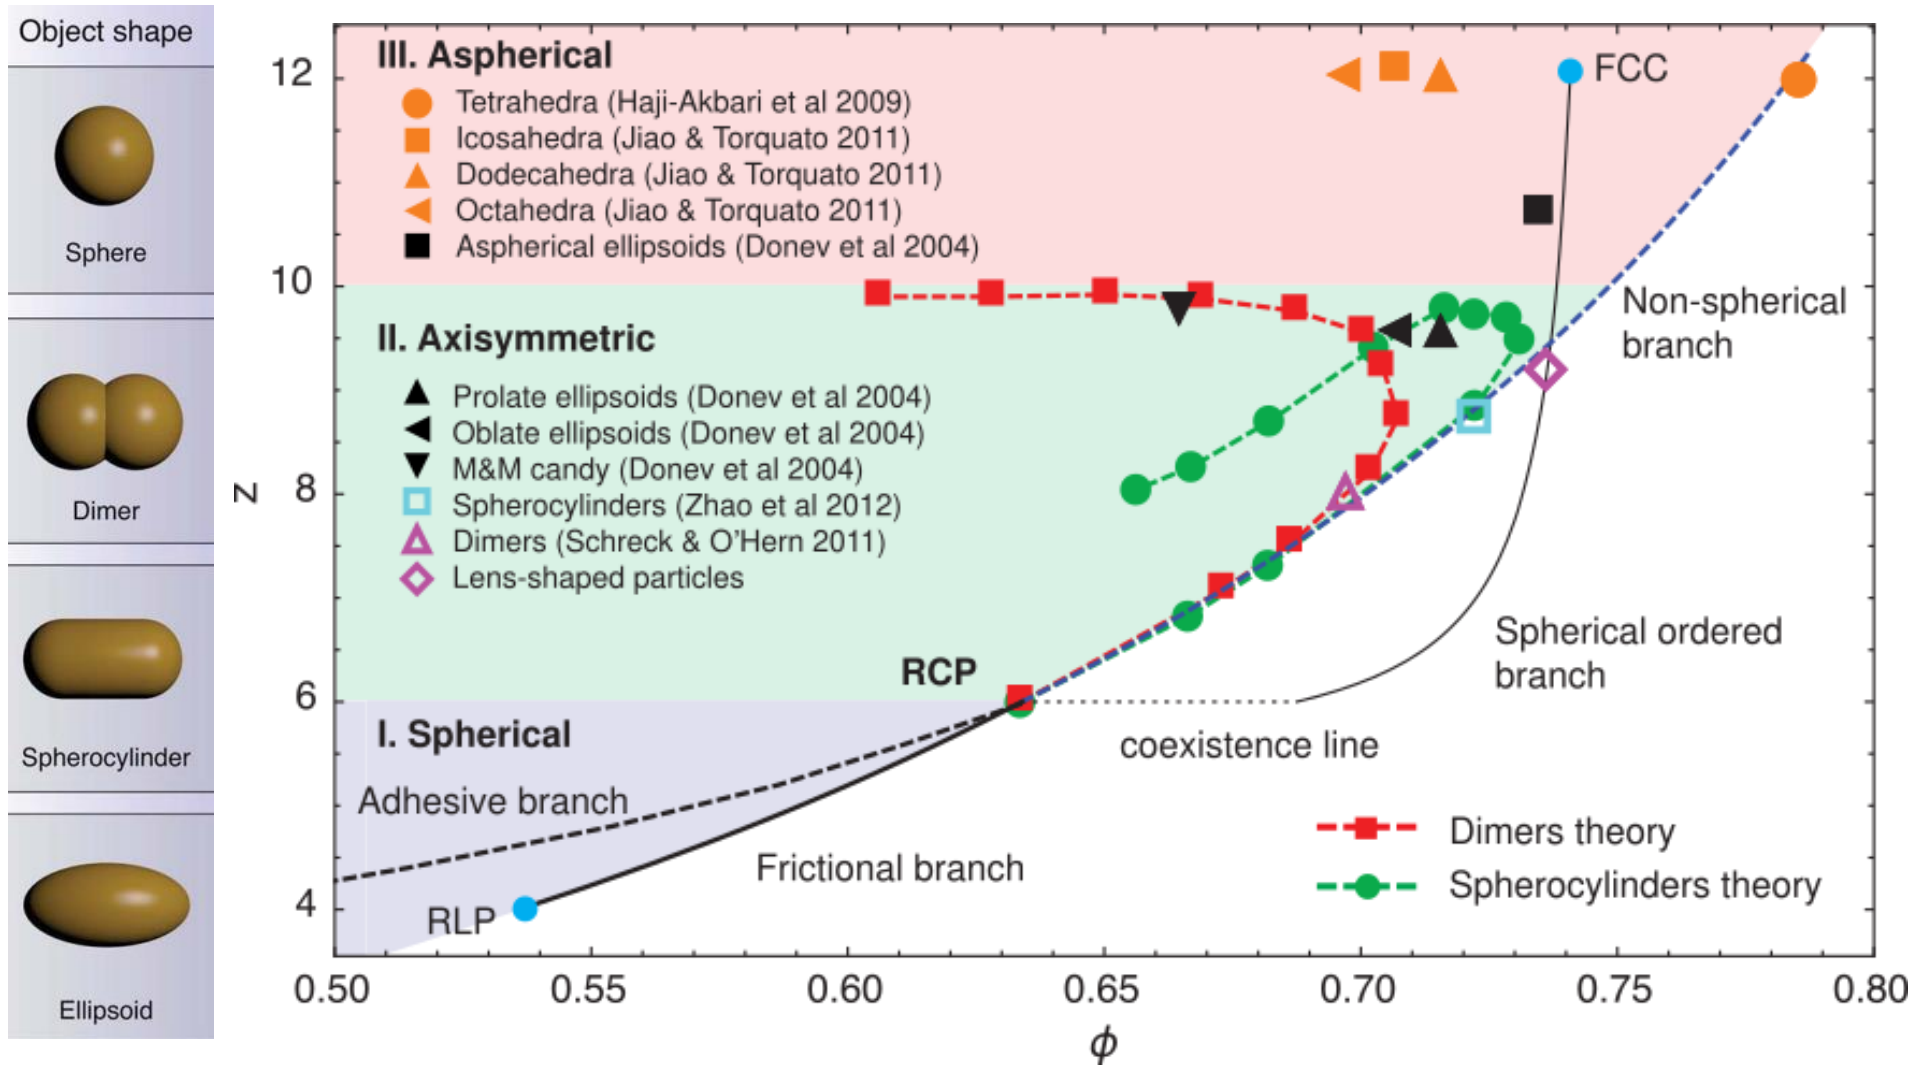 Object shape
Sphere
Dimer
Spherocylinder
Ellipsoid
III. Aspherical
Tetrahedra (Haji-Akbari et al 2009)
Icosahedra (Jiao & Torquato 2011)
Dodecahedra (Jiao & Torquato 2011)
Octahedra (Jiao & Torquato 2011)
Aspherical ellipsoids (Donev et al 2004)
FCC
II. Axisymmetric
Prolate ellipsoids (Donev et al 2004)
Oblate ellipsoids (Donev et al 2004)
M&M candy (Donev et al 2004)
Spherocylinders (Zhao et al 2012)
Dimers (Schreck & O'Hern 2011)
Lens-shaped particles
Non-spherical
branch
RCP
Spherical ordered
branch
I. Spherical
coexistence line
Adhesive branch
Frictional branch
RLP
Dimers theory
Spherocylinders theory
12
10
8
6
4
z
0.50 0.55 0.60 0.65 0.70 0.75 0.80
ϕ